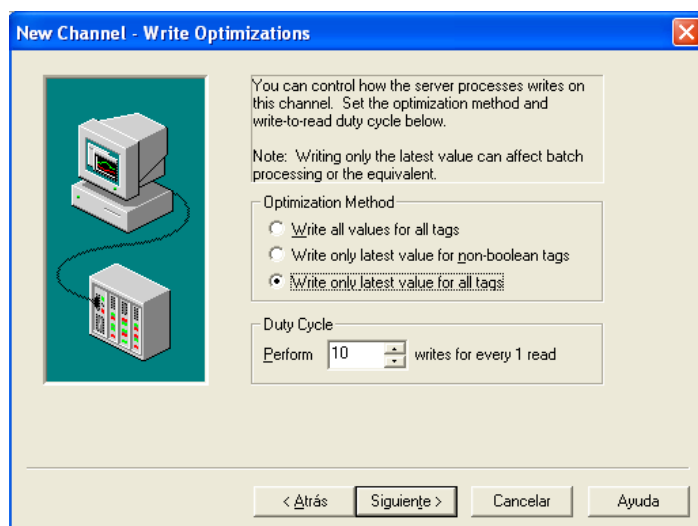 New Channel - Write Optimizations
You can control how the server processes writes on
this channel.  Set the optimization method and
write-to-read duty cycle below.
Note:  Writing only the latest value can affect batch
processing or the equivalent.
Optimization Method
Write all values for all tags
Write only latest value for non-boolean tags
Write only latest value for all tags
Duty Cycle
Perform 10 writes for every 1 read
< Atrás Siguiente > Cancelar Ayuda